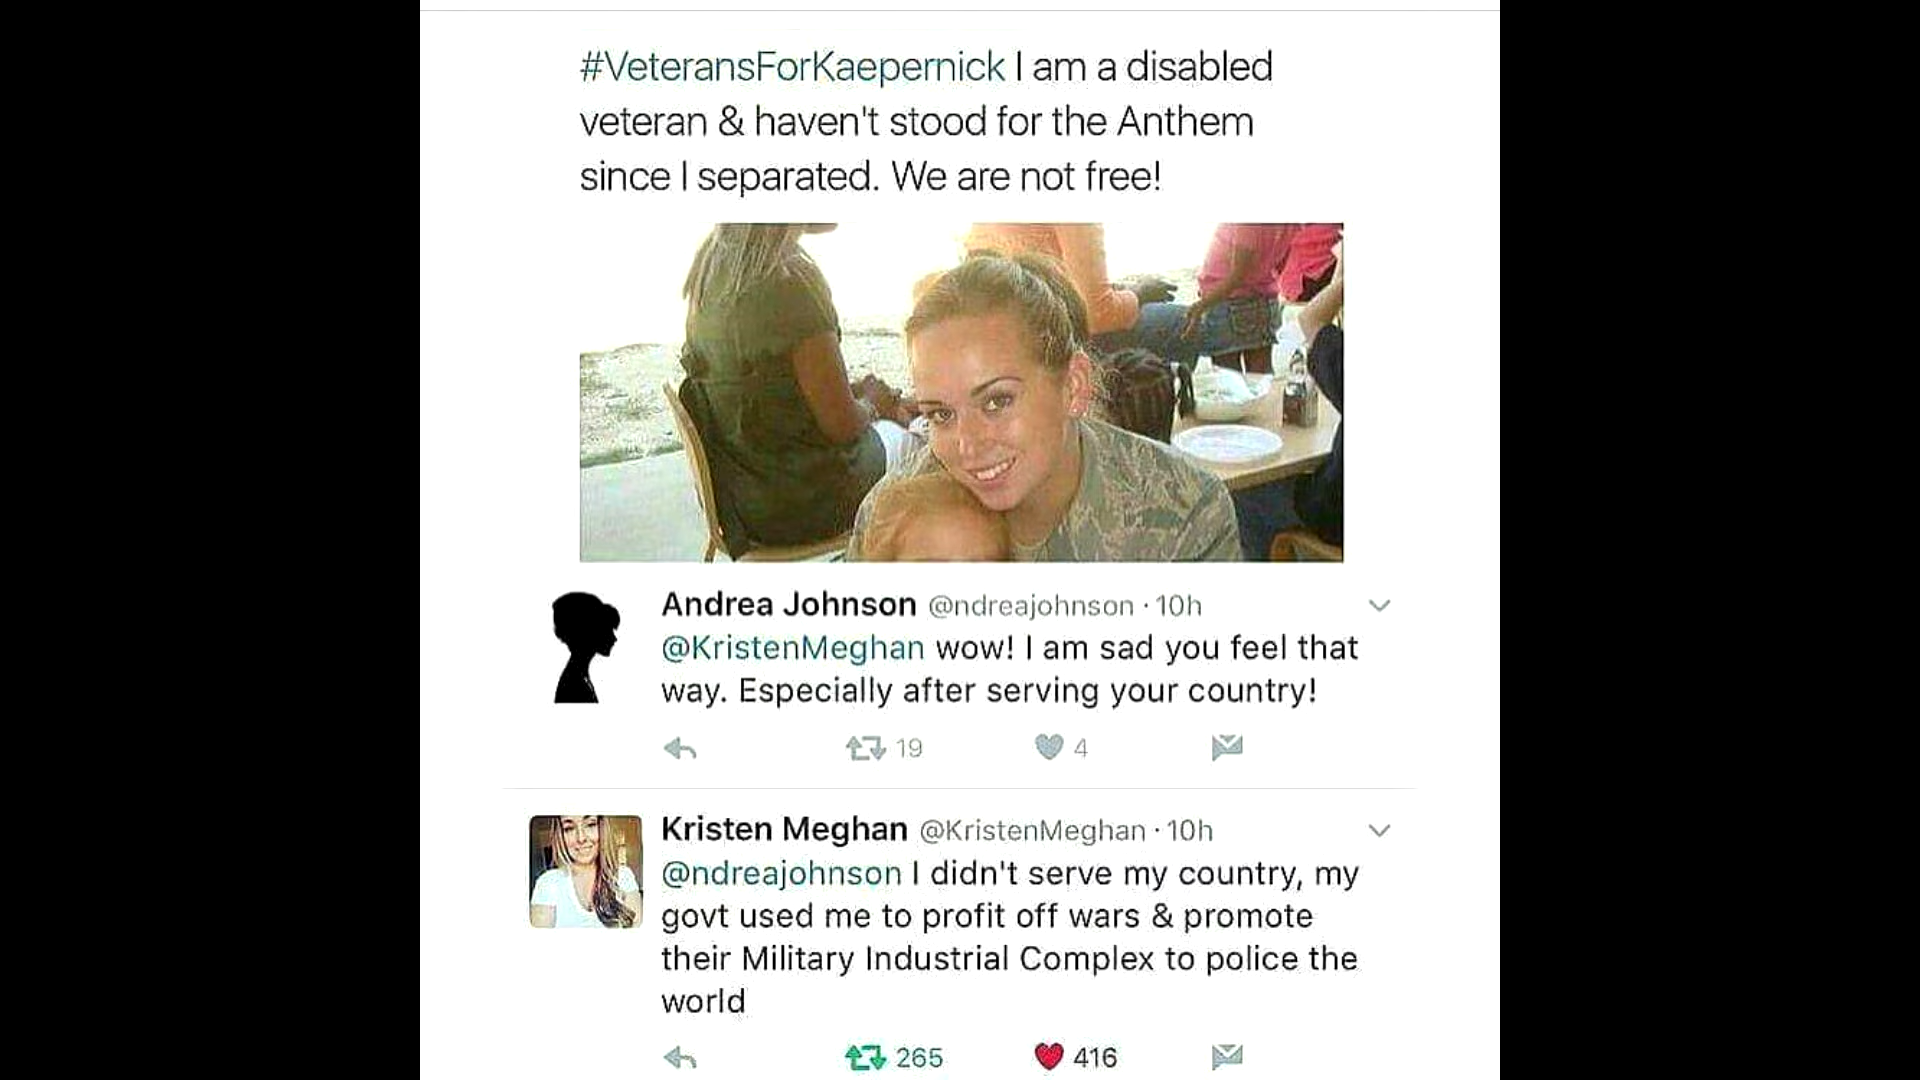 #VeteransForKaepernick I am a disabled
veteran & haven't stood for the Anthem
since I separated. We are not free!
Andrea Johnson @ndreajohnson · 10h
@KristenMeghan wow! I am sad you feel that
way. Especially after serving your country!
19 4
Kristen Meghan @KristenMeghan · 10h
@ndreajohnson I didn't serve my country, my
govt used me to profit off wars & promote
their Military Industrial Complex to police the
world
265 416